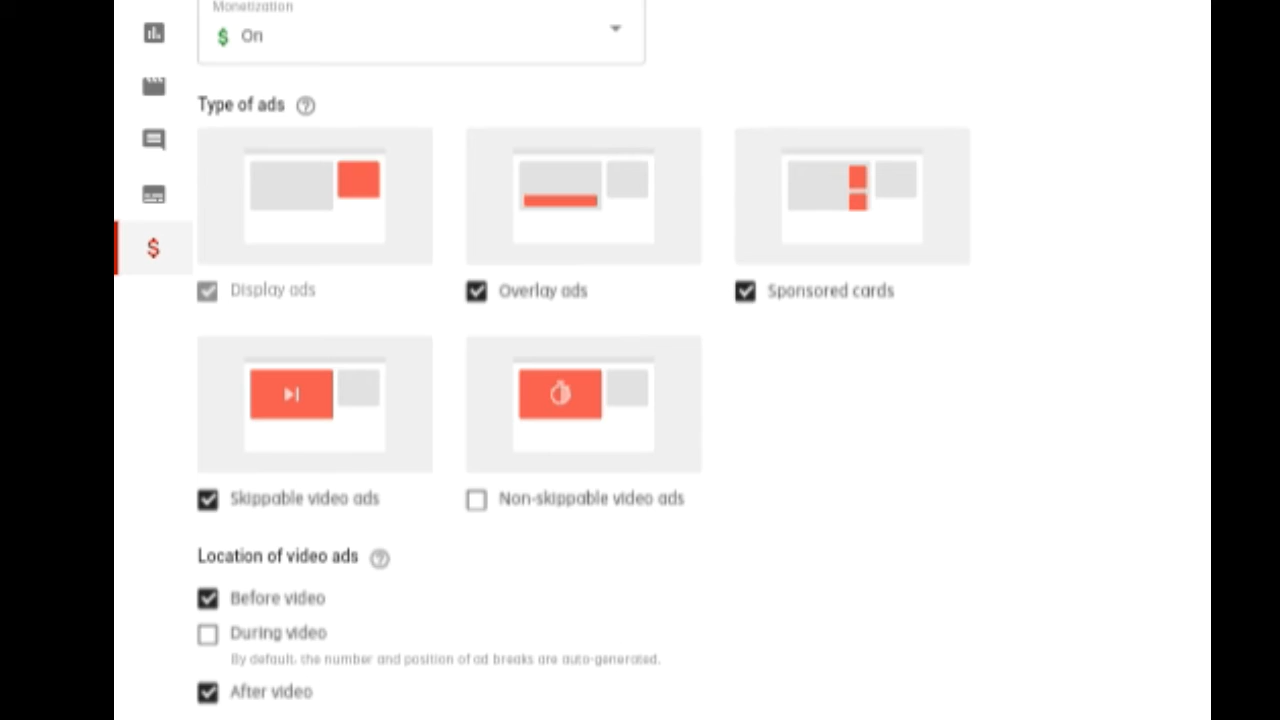 Monetization
$ On
Type of ads ?
Display ads
Overlay ads
Sponsored cards
$
Skippable video ads
Non-skippable video ads
Location of video ads ?
Before video
During video
By default, the number and position of ad breaks are auto-generated.
After video